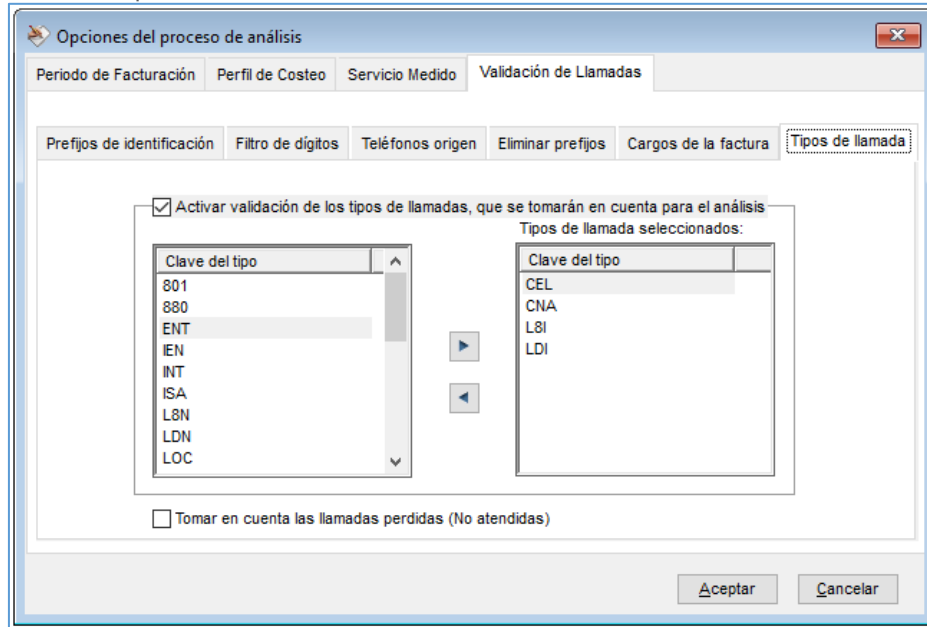 Opciones del proceso de análisis
Periodo de Facturación Perfil de Costeo Servicio Medido Validación de Llamadas
Prefijos de identificación Filtro de dígitos Teléfonos origen Eliminar prefijos Cargos de la factura Tipos de llamada
Activar validación de los tipos de llamadas, que se tomarán en cuenta para el análisis
Tipos de llamada seleccionados:
Clave del tipo
801
880
ENT
IEN
INT
ISA
L8N
LDN
LOC
Clave del tipo
CEL
CNA
L8I
LDI
Tomar en cuenta las llamadas perdidas (No atendidas)
Aceptar Cancelar